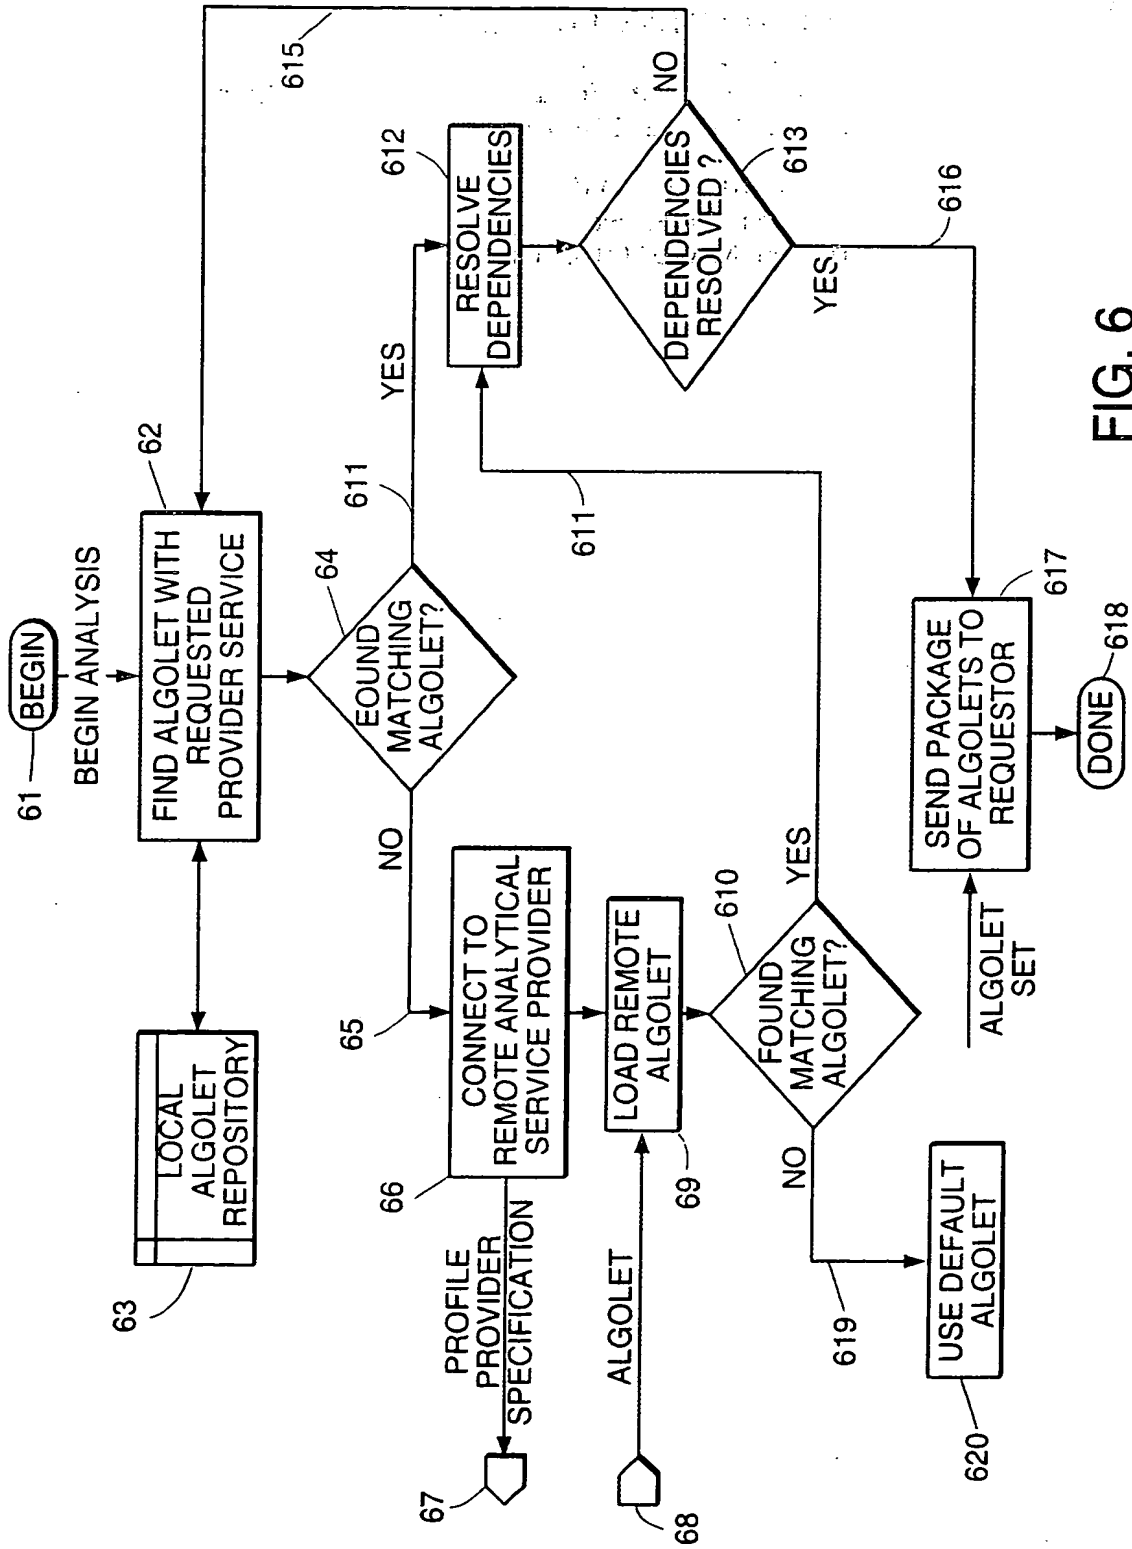 61
BEGIN
BEGIN ANALYSIS
62
FIND ALGOLET WITH
REQUESTED
PROVIDER SERVICE
63
LOCAL
ALGOLET
REPOSITORY
64
EOUND
MATCHING
ALGOLET?
YES
611
NO
65
612
RESOLVE
DEPENDENCIES
613
DEPENDENCIES
RESOLVED?
NO
615
YES
616
66
CONNECT TO
REMOTE ANALYTICAL
SERVICE PROVIDER
PROFILE
PROVIDER
SPECIFICATION
67
68
ALGOLET
69
LOAD REMOTE
ALGOLET
610
FOUND
MATCHING
ALGOLET?
YES
611
NO
619
620
USE DEFAULT
ALGOLET
ALGOLET
SET
617
SEND PACKAGE
OF ALGOLETS TO
REQUESTOR
618
DONE
FIG. 6